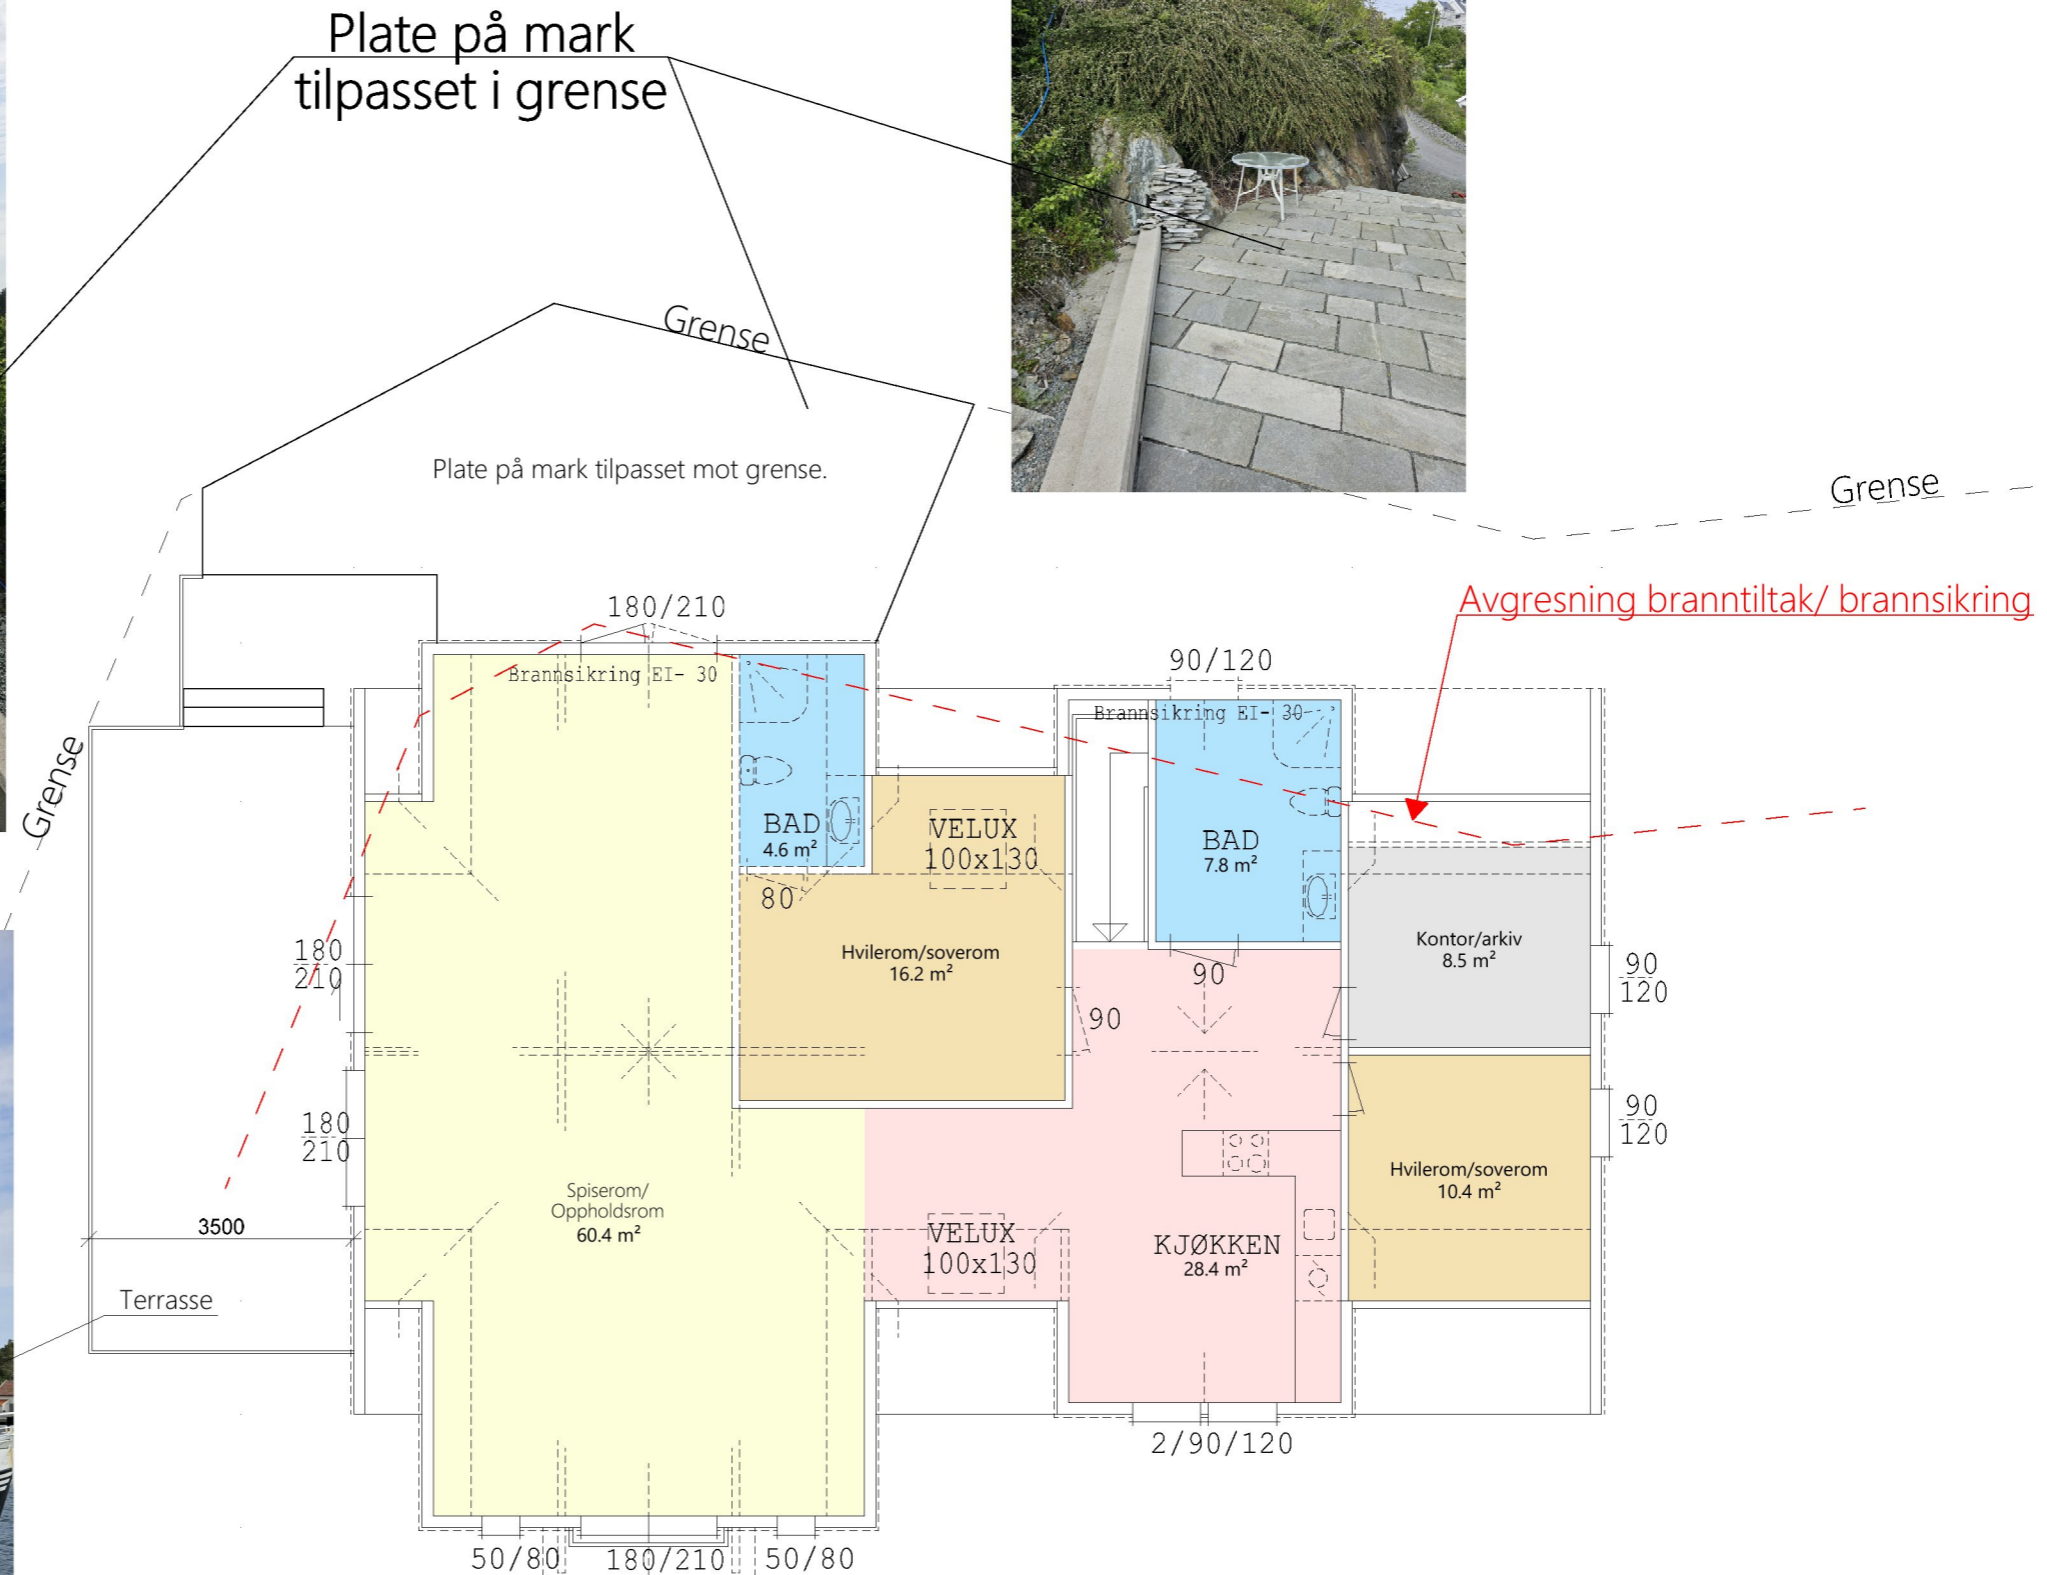 Plate på mark
tilpasset i grense
Grense
Plate på mark tilpasset mot grense.
Grense
Avgresning branntiltak/ brannsikring
180/210
Brannsikring EI- 30
90/120
Brannsikring EI- 30
Grense
BAD
4.6 m²
VELUX
100x130
BAD
7.8 m²
80
Hvilerom/soverom
16.2 m²
Kontor/arkiv
8.5 m²
180
210
90
90
120
90
180
210
90
120
Hvilerom/soverom
10.4 m²
Spiserom/
Oppholdsrom
60.4 m²
3500
VELUX
100x130
KJØKKEN
28.4 m²
Terrasse
2/90/120
50/80
180/210
50/80